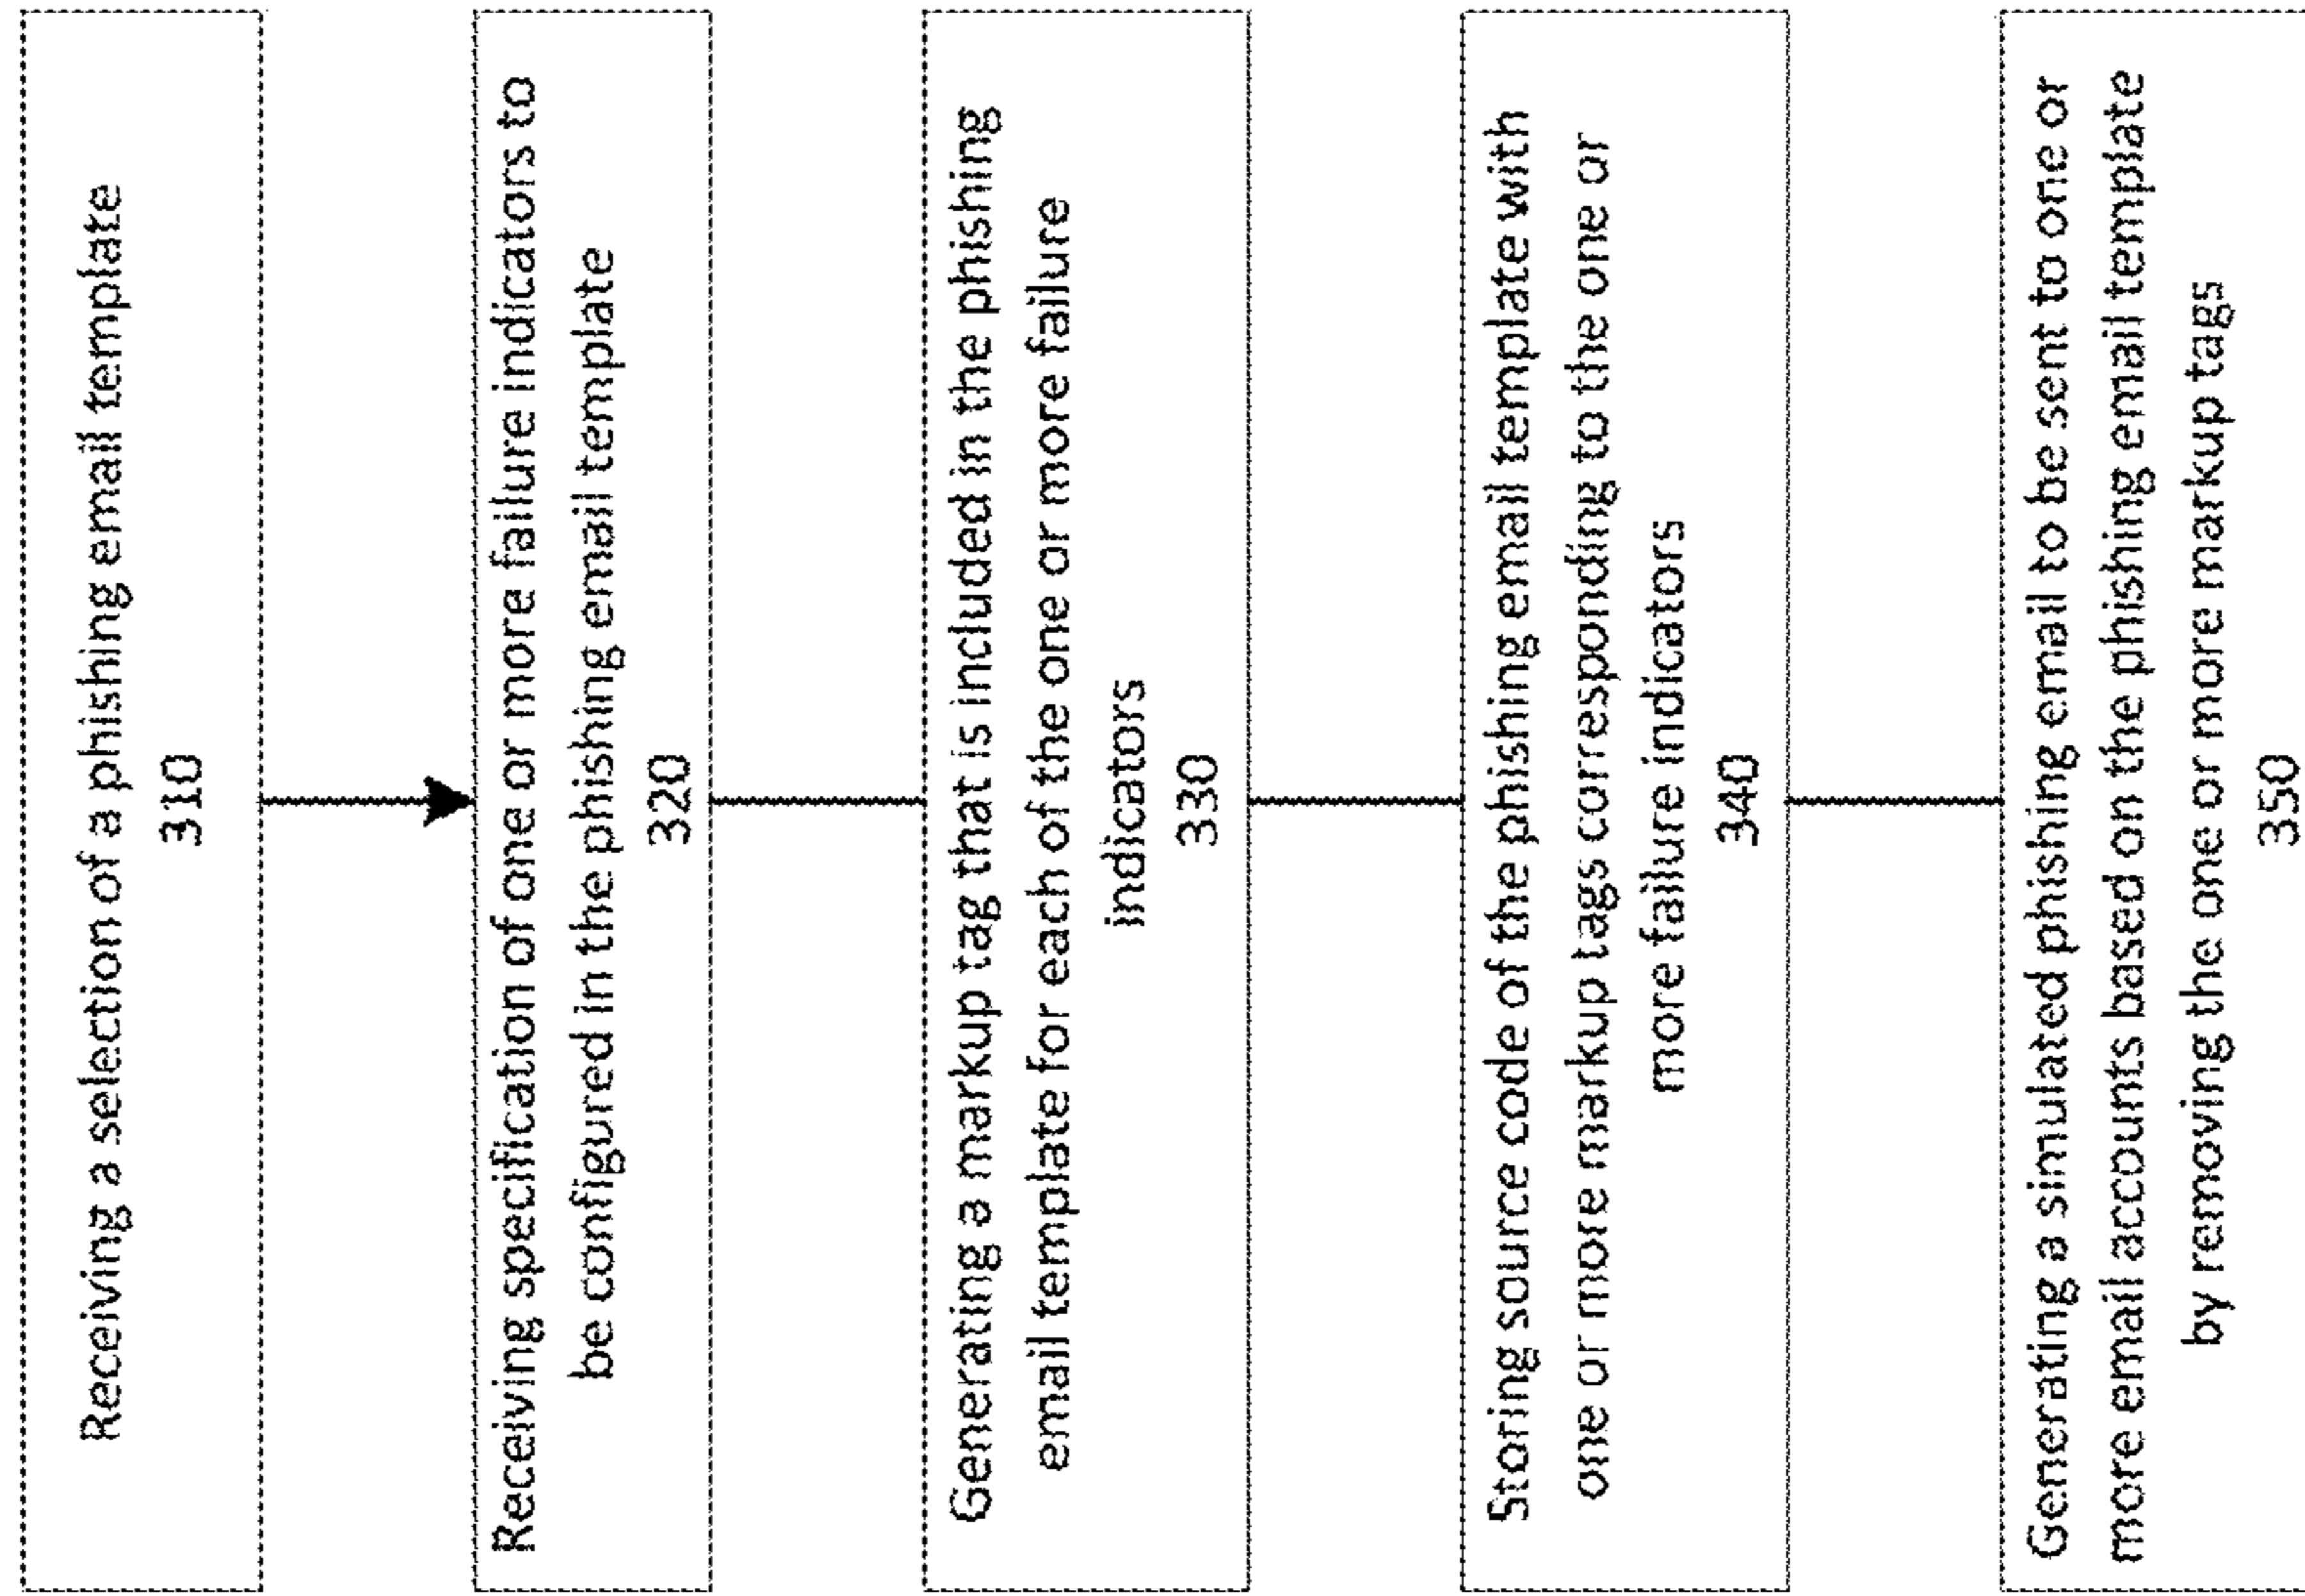 Receiving a selection of a phishing email template
310
Receiving specification of one or more failure indicators to
be configured in the phishing email template
320
Generating a markup tag that is included in the phishing
email template for each of the one or more failure
indicators
330
Storing source code of the phishing email template with
one or more markup tags corresponding to the one or
more failure indicators
340
Generating a simulated phishing email to be sent to one or
more email accounts based on the phishing email template
by removing the one or more markup tags
350